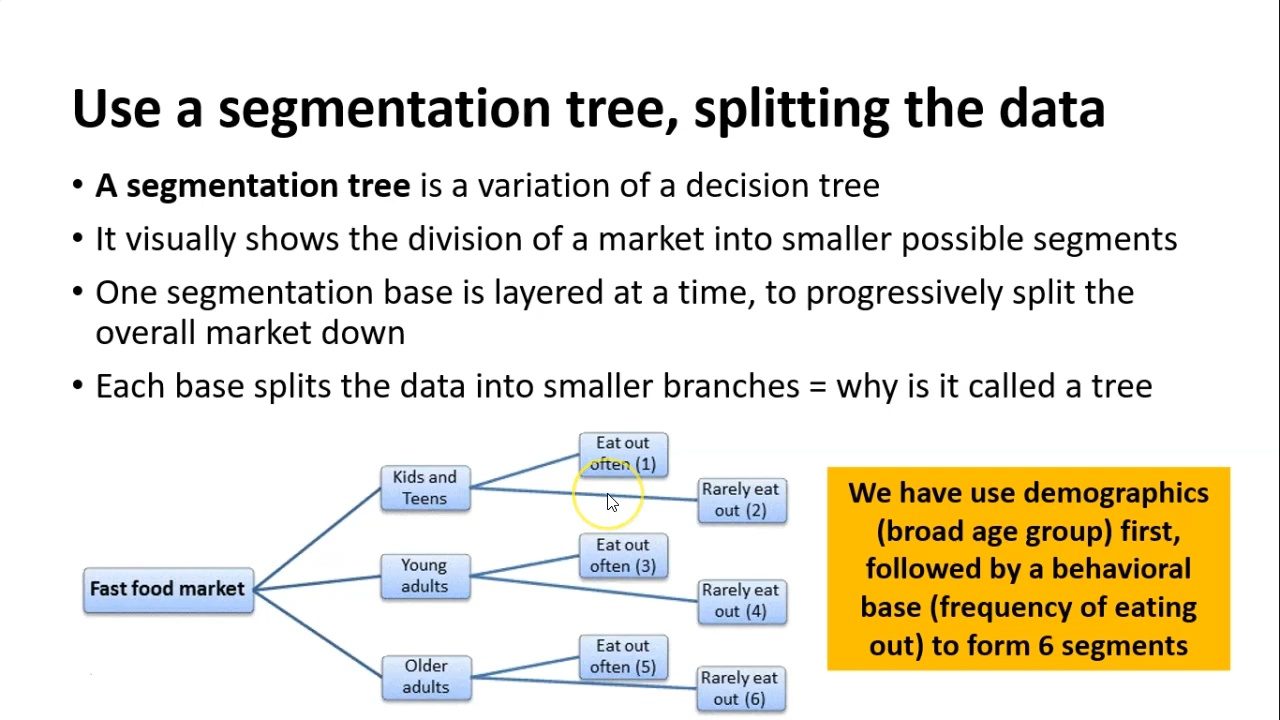 Use a segmentation tree, splitting the data
• A segmentation tree is a variation of a decision tree
• It visually shows the division of a market into smaller possible segments
• One segmentation base is layered at a time, to progressively split the
overall market down
• Each base splits the data into smaller branches = why is it called a tree
Fast food market
Kids and
Teens
Eat out
often (1)
Rarely eat
out (2)
Young
adults
Eat out
often (3)
Rarely eat
out (4)
Older
adults
Eat out
often (5)
Rarely eat
out (6)
We have use demographics
(broad age group) first,
followed by a behavioral
base (frequency of eating
out) to form 6 segments